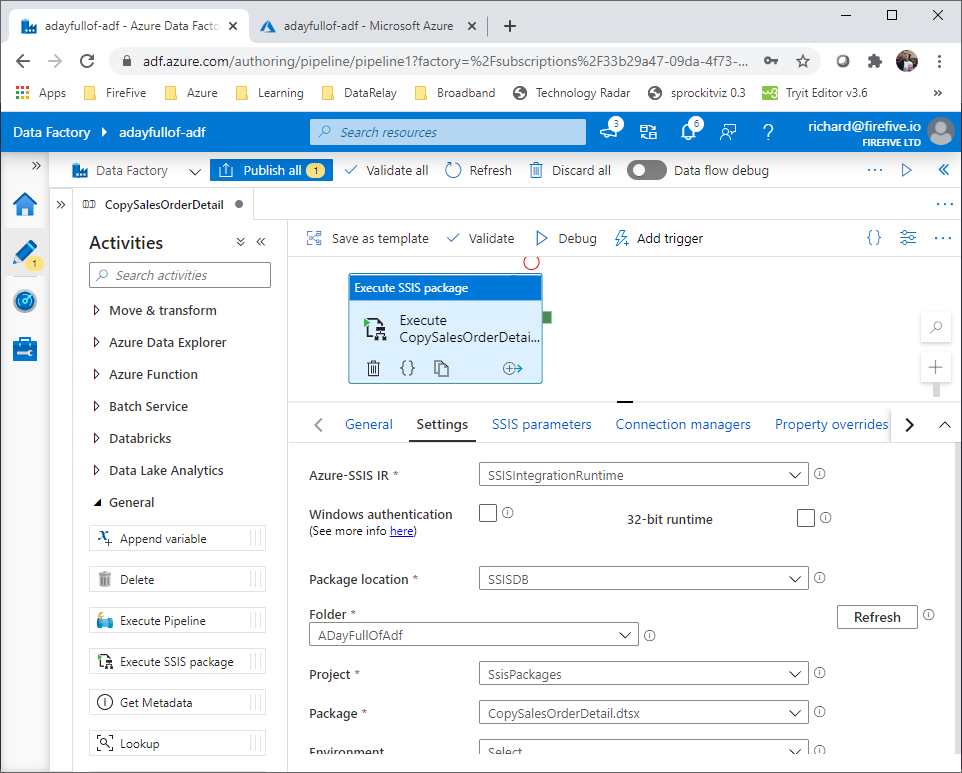 adayfullof-adf - Azure Data Facto
adayfullof-adf - Microsoft Azure
adf.azure.com/authoring/pipeline/pipeline1?factory=%2Fsubscriptions%2F33b29a47-09da-4f73-...
Apps FireFive Azure Learning DataRelay Broadband Technology Radar sprockitviz 0.3 Tryit Editor v3.6 »
Data Factory adayfullof-adf Search resources 3 6 ? richard@firefive.io
FIREFIVE LTD
Data Factory Publish all 1 Validate all Refresh Discard all Data flow debug ...
CopySalesOrderDetail ...
1
Activities
Search activities
Move & transform
Azure Data Explorer
Azure Function
Batch Service
Databricks
Data Lake Analytics
General
Append variable
Delete
Execute Pipeline
Execute SSIS package
Get Metadata
Lookup
Save as template Validate Debug Add trigger {} ...
Execute SSIS package
Execute
CopySalesOrderDetai...
{}
General Settings SSIS parameters Connection managers Property overrides
Azure-SSIS IR * SSISIntegrationRuntime
Windows authentication
(See more info here)
32-bit runtime
Package location * SSISDB
Folder *
ADayFullOfAdf
Refresh
Project * SsisPackages
Package * CopySalesOrderDetail.dtsx
Environment Select